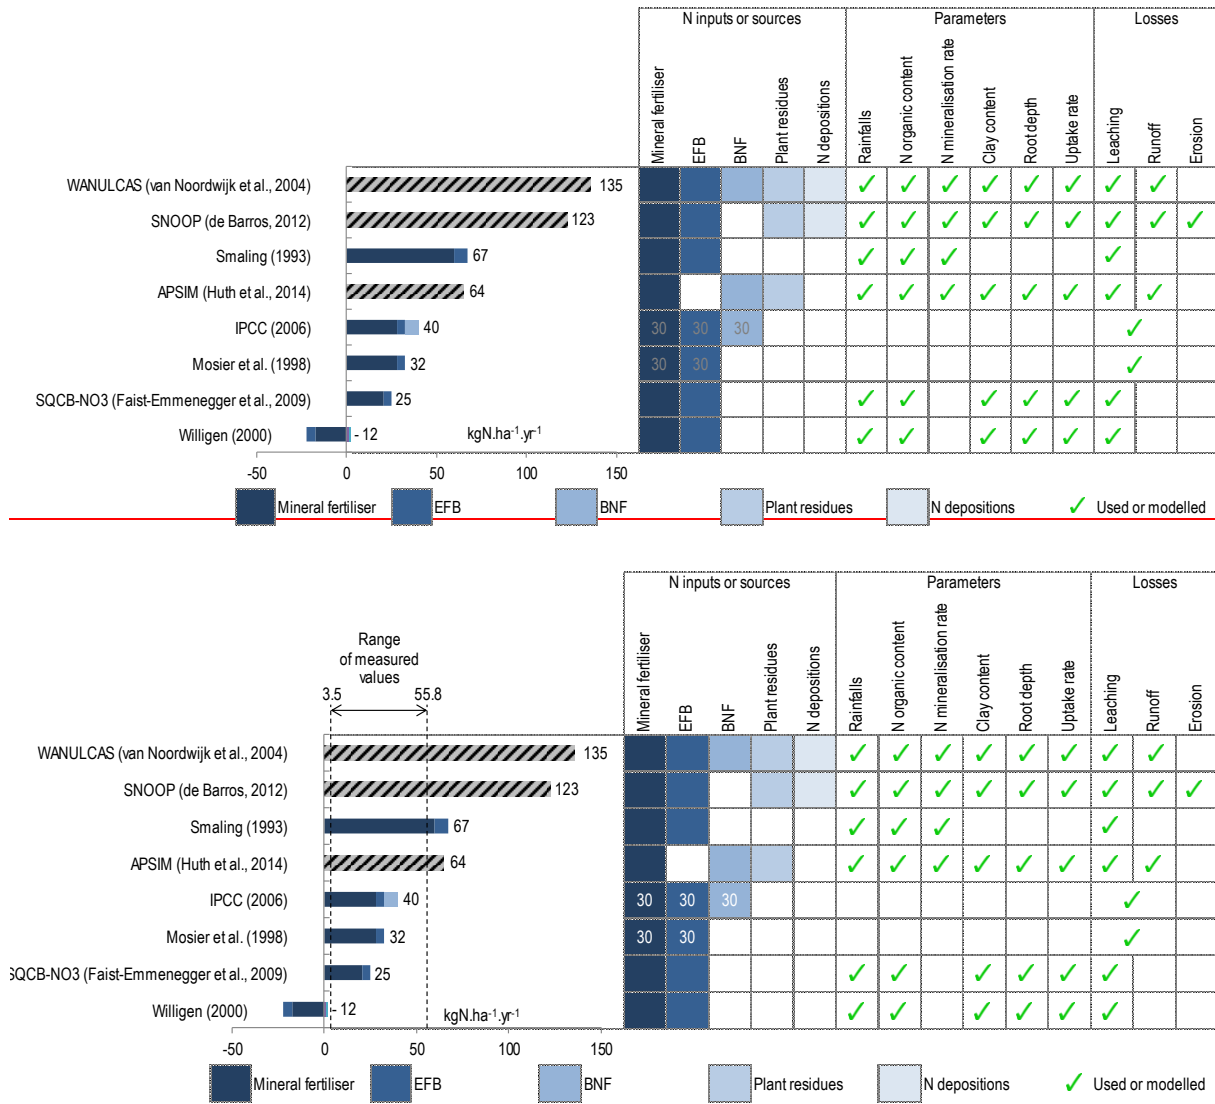 N inputs or sources
Parameters
Losses
Mineral fertiliser
EFB
BNF
Plant residues
N depositions
Rainfalls
N organic content
N mineralisation rate
Clay content
Root depth
Uptake rate
Leaching
Runoff
Erosion
WANULCAS (van Noordwijk et al., 2004)
135
SNOOP (de Barros, 2012)
123
Smaling (1993)
67
APSIM (Huth et al., 2014)
64
IPCC (2006)
40
30 30 30
Mosier et al. (1998)
32
30 30
SQCB-NO3 (Faist-Emmenegger et al., 2009)
25
Willigen (2000)
- 12
kgN.ha⁻¹.yr⁻¹
-50 0 50 100 150
Mineral fertiliser
EFB
BNF
Plant residues
N depositions
✓ Used or modelled
N inputs or sources
Parameters
Losses
Mineral fertiliser
EFB
BNF
Plant residues
N depositions
Rainfalls
N organic content
N mineralisation rate
Clay content
Root depth
Uptake rate
Leaching
Runoff
Erosion
Range
of measured
values
3.5 55.8
WANULCAS (van Noordwijk et al., 2004)
135
SNOOP (de Barros, 2012)
123
Smaling (1993)
67
APSIM (Huth et al., 2014)
64
IPCC (2006)
40
30 30 30
Mosier et al. (1998)
32
30 30
SQCB-NO3 (Faist-Emmenegger et al., 2009)
25
Willigen (2000)
- 12
kgN.ha⁻¹.yr⁻¹
-50 0 50 100 150
Mineral fertiliser
EFB
BNF
Plant residues
N depositions
✓ Used or modelled